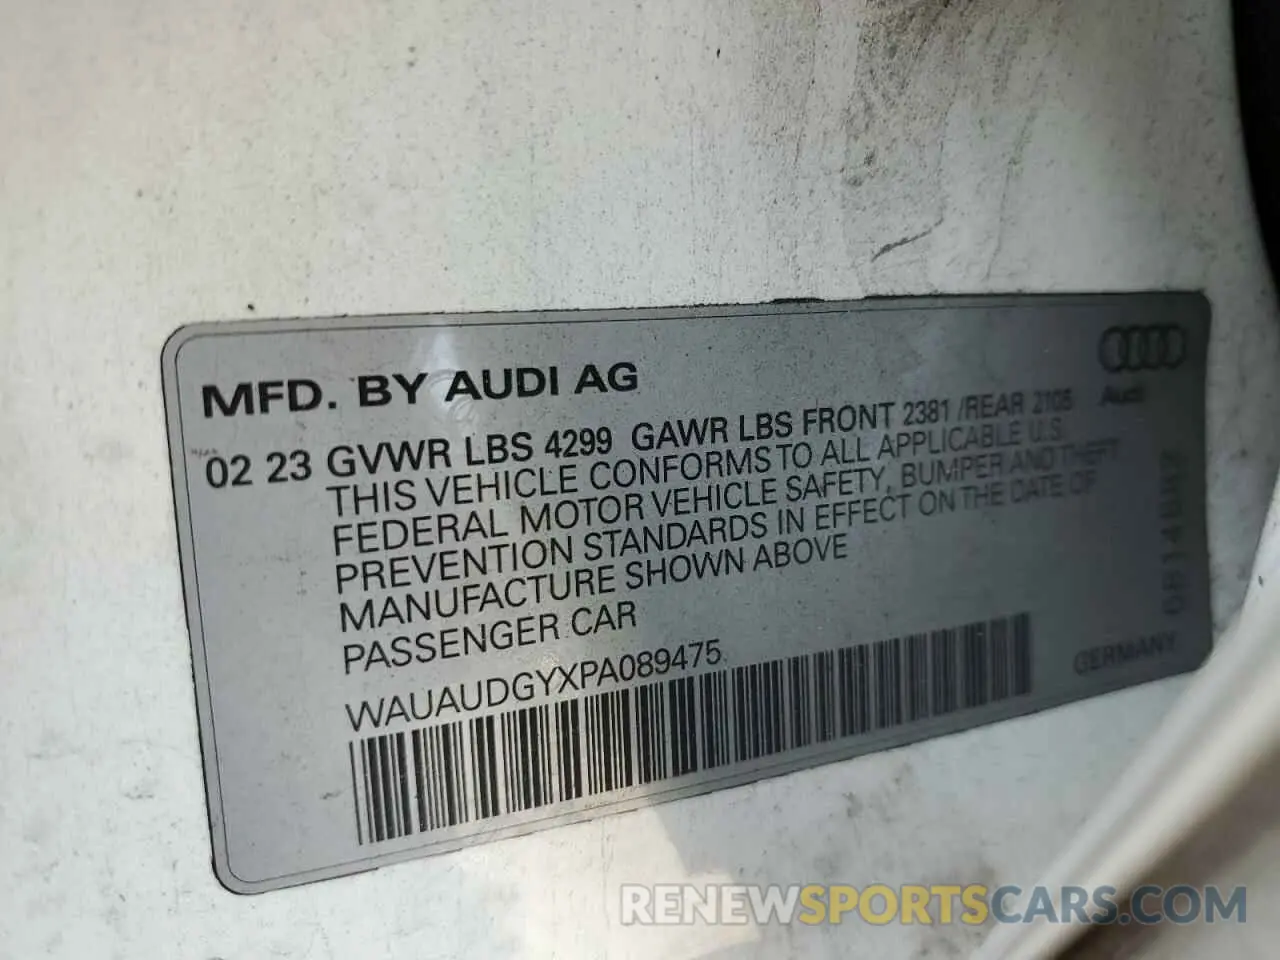 MFD. BY AUDI AG
Audi
02 23 GVWR LBS 4299 GAWR LBS FRONT 2381 /REAR 2105
THIS VEHICLE CONFORMS TO ALL APPLICABLE U.S.
FEDERAL MOTOR VEHICLE SAFETY, BUMPER AND THEFT
PREVENTION STANDARDS IN EFFECT ON THE DATE OF
MANUFACTURE SHOWN ABOVE
PASSENGER CAR
WAUAUDGYXPA089475
GERMANY
RENEWSPORTSCARS.COM